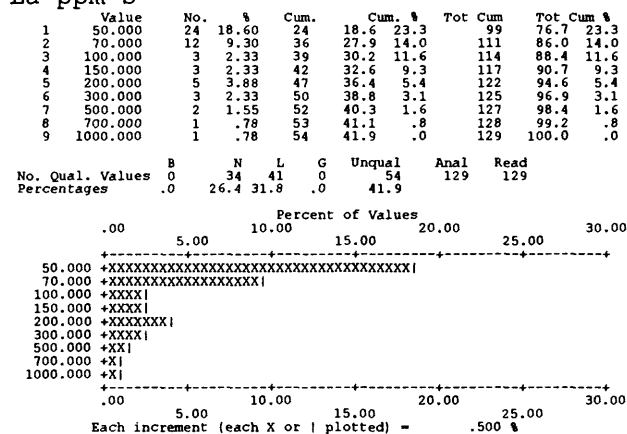 La ppm S
Value No. % Cum. Cum. % Tot Cum Tot Cum %
1 50.000 24 18.60 24 18.6 23.3 99 76.7 23.3
2 70.000 12 9.30 36 27.9 14.0 111 86.0 14.0
3 100.000 3 2.33 39 30.2 11.6 114 88.4 11.6
4 150.000 3 2.33 42 32.6 9.3 117 90.7 9.3
5 200.000 5 3.88 47 36.4 5.4 122 94.6 5.4
6 300.000 3 2.33 50 38.8 3.1 125 96.9 3.1
7 500.000 2 1.55 52 40.3 1.6 127 98.4 1.6
8 700.000 1 .78 53 41.1 .8 128 99.2 .8
9 1000.000 1 .78 54 41.9 .0 129 100.0 .0
B N L G Unqual Anal Read
No. Qual. Values 0 34 41 0 54 129 129
Percentages .0 26.4 31.8 .0 41.9
Percent of Values
.00 10.00 20.00 30.00
5.00 15.00 25.00
+---------+---------+---------+---------+---------+---------+
50.000 +XXXXXXXXXXXXXXXXXXXXXXXXXXXXXXXXXXXX|
70.000 +XXXXXXXXXXXXXXXXXX|
100.000 +XXXX|
150.000 +XXXX|
200.000 +XXXXXXX|
300.000 +XXXX|
500.000 +XX|
700.000 +X|
1000.000 +X|
+---------+---------+---------+---------+---------+---------+
.00 10.00 20.00 30.00
5.00 15.00 25.00
Each increment (each X or | plotted) = .500 %